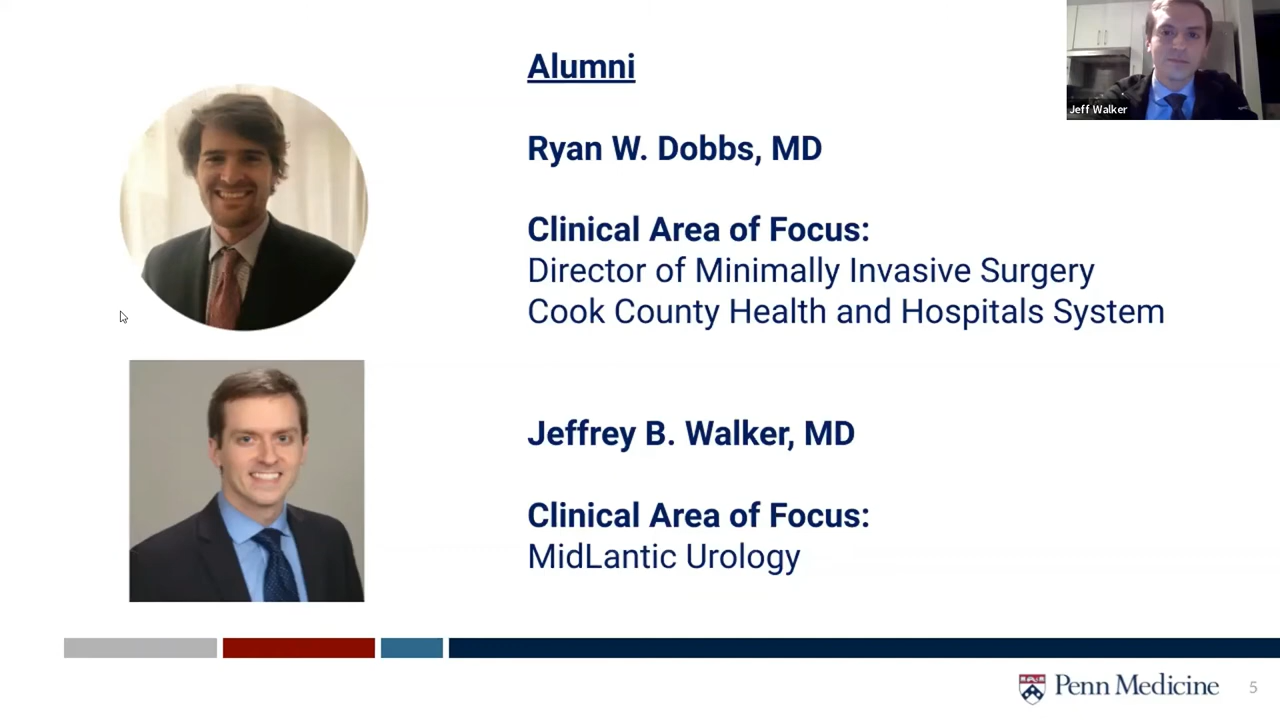 Alumni
Jeff Walker
Ryan W. Dobbs, MD
Clinical Area of Focus:
Director of Minimally Invasive Surgery
Cook County Health and Hospitals System
Jeffrey B. Walker, MD
Clinical Area of Focus:
MidLantic Urology
Penn Medicine
5